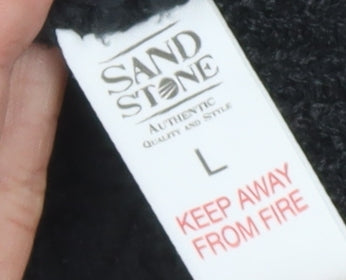 SAND
STONE
AUTHENTIC
QUALITY AND STYLE
L
KEEP AWAY
FROM FIRE